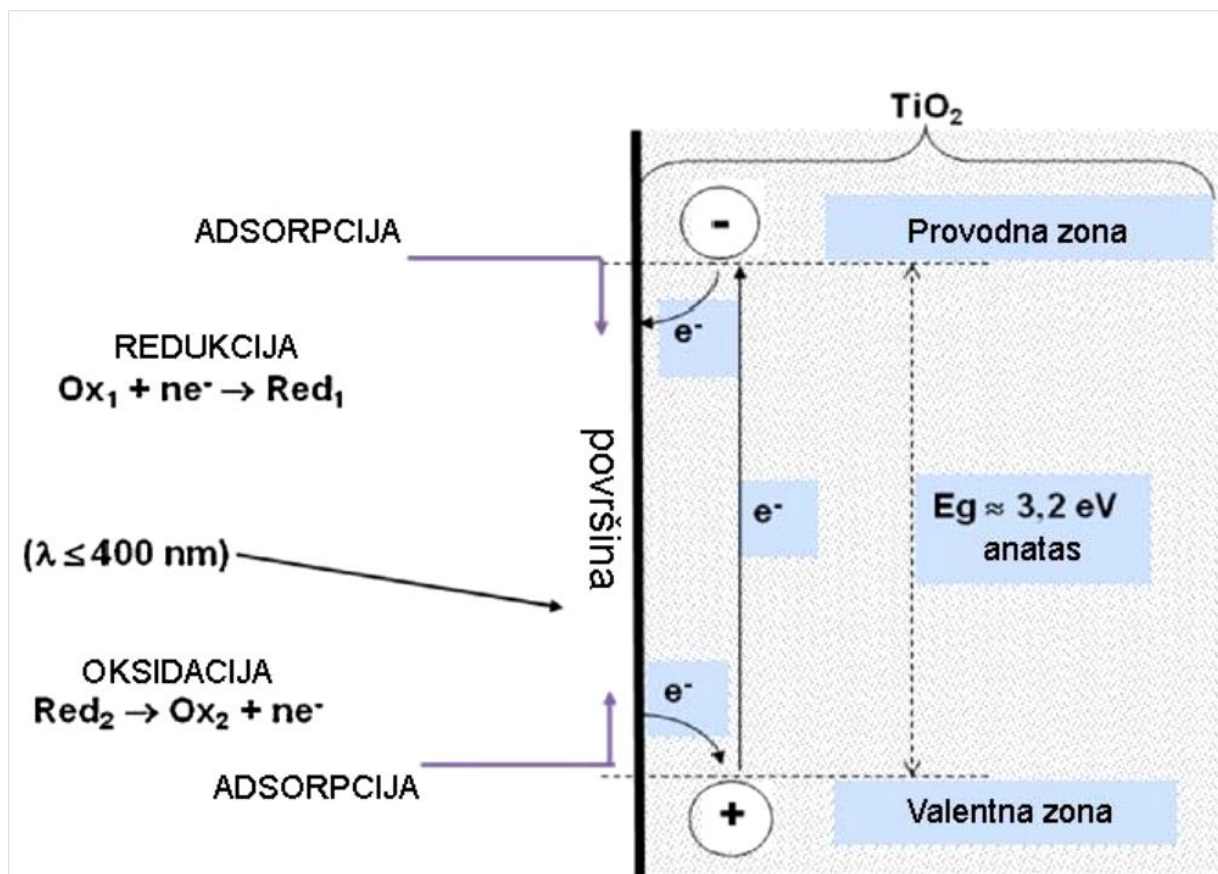 TiO₂
-
ADSORPCIJA
Provodna zona
e⁻
REDUKCIJA
Ox₁ + ne⁻ → Red₁
površina
e⁻
Eg ≈ 3,2 eV
anatas
(λ ≤ 400 nm)
OKSIDACIJA
Red₂ → Ox₂ + ne⁻
e⁻
ADSORPCIJA
+
Valentna zona